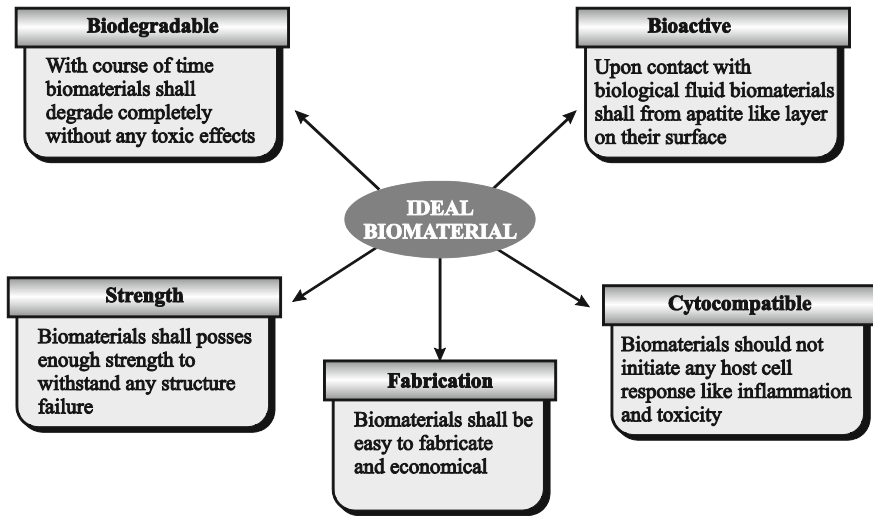 Biodegradable
With course of time
biomaterials shall
degrade completely
without any toxic effects
Bioactive
Upon contact with
biological fluid biomaterials
shall from apatite like layer
on their surface
IDEAL
BIOMATERIAL
Strength
Biomaterials shall posses
enough strength to
withstand any structure
failure
Fabrication
Biomaterials shall be
easy to fabricate
and economical
Cytocompatible
Biomaterials should not
initiate any host cell
response like inflammation
and toxicity